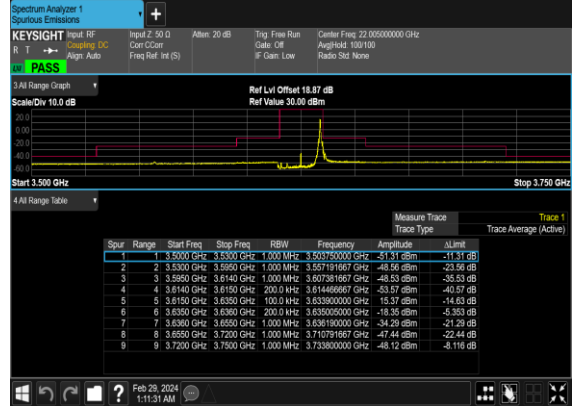 Spectrum Analyzer 1
Spurious Emissions
+
KEYSIGHT Input: RF Input Z: 50 Ω Atten: 20 dB Trig: Free Run Center Freq: 22.005000000 GHz
R T Coupling: DC Corr CCorr Gate: Off Avg|Hold: 100/100
Align: Auto Freq Ref: Int (S) IF Gain: Low Radio Std: None
PASS
3 All Range Graph
Ref Lvl Offset 18.87 dB
Scale/Div 10.0 dB Ref Value 30.00 dBm
20.0
0.00
-20.0
-40.0
-60.0
Start 3.500 GHz Stop 3.750 GHz
4 All Range Table
Measure Trace Trace 1
Trace Type Trace Average (Active)
Spur Range Start Freq Stop Freq RBW Frequency Amplitude ΔLimit
1 1 3.5000 GHz 3.5300 GHz 1.000 MHz 3.503750000 GHz -51.31 dBm -11.31 dB
2 2 3.5300 GHz 3.5950 GHz 1.000 MHz 3.557191667 GHz -48.56 dBm -23.56 dB
3 3 3.5950 GHz 3.6140 GHz 1.000 MHz 3.607381667 GHz -48.53 dBm -35.53 dB
4 4 3.6140 GHz 3.6150 GHz 200.0 kHz 3.614466667 GHz -53.57 dBm -40.57 dB
5 5 3.6150 GHz 3.6350 GHz 100.0 kHz 3.633900000 GHz 15.37 dBm -14.63 dB
6 6 3.6350 GHz 3.6360 GHz 200.0 kHz 3.635005000 GHz -18.35 dBm -5.353 dB
7 7 3.6360 GHz 3.6550 GHz 1.000 MHz 3.636190000 GHz -34.29 dBm -21.29 dB
8 8 3.6550 GHz 3.7200 GHz 1.000 MHz 3.710791667 GHz -47.44 dBm -22.44 dB
9 9 3.7200 GHz 3.7500 GHz 1.000 MHz 3.733800000 GHz -48.12 dBm -8.116 dB
? Feb 29, 2024
1:11:31 AM